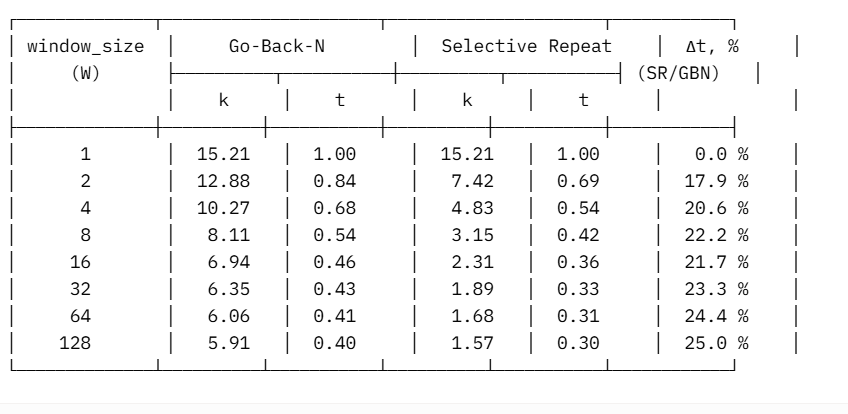 window_size Go-Back-N Selective Repeat Δt, %
(W) (SR/GBN)
k t k t
1 15.21 1.00 15.21 1.00 0.0 %
2 12.88 0.84 7.42 0.69 17.9 %
4 10.27 0.68 4.83 0.54 20.6 %
8 8.11 0.54 3.15 0.42 22.2 %
16 6.94 0.46 2.31 0.36 21.7 %
32 6.35 0.43 1.89 0.33 23.3 %
64 6.06 0.41 1.68 0.31 24.4 %
128 5.91 0.40 1.57 0.30 25.0 %